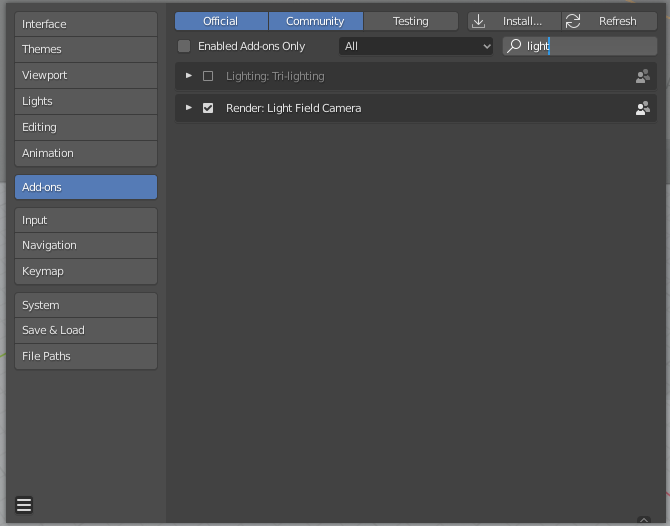 Interface
Themes
Viewport
Lights
Editing
Animation
Add-ons
Input
Navigation
Keymap
System
Save & Load
File Paths
Official Community Testing Install... Refresh
Enabled Add-ons Only All light
Lighting: Tri-lighting
Render: Light Field Camera